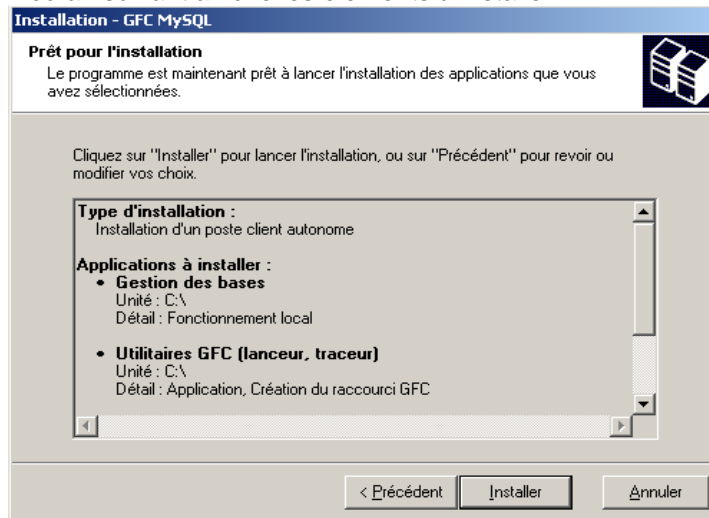 Installation - GFC MySQL
Prêt pour l'installation
Le programme est maintenant prêt à lancer l'installation des applications que vous
avez sélectionnées.
Cliquez sur "Installer" pour lancer l'installation, ou sur "Précédent" pour revoir ou
modifier vos choix.
Type d'installation :
Installation d'un poste client autonome
Applications à installer :
• Gestion des bases
Unité : C:\
Détail : Fonctionnement local
• Utilitaires GFC (lanceur, traceur)
Unité : C:\
Détail : Application, Création du raccourci GFC
< Précédent
Installer
Annuler